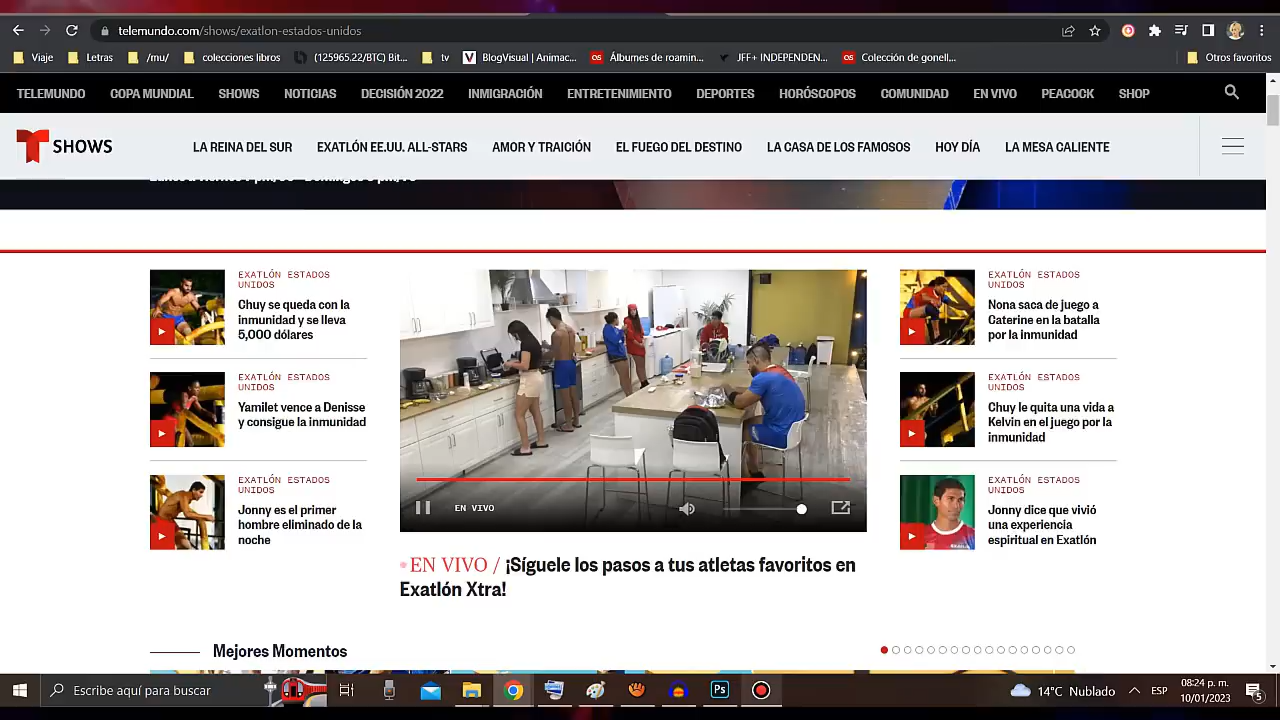 telemundo.com/shows/exatlon-estados-unidos
Viaje
Letras
/mu/
colecciones libros
(125965.22/BTC) Bit...
tv
BlogVisual | Animac...
Álbumes de roamin...
JFF+ INDEPENDEN...
Colección de gonell...
Otros favoritos
TELEMUNDO
COPA MUNDIAL
SHOWS
NOTICIAS
DECISIÓN 2022
INMIGRACIÓN
ENTRETENIMIENTO
DEPORTES
HORÓSCOPOS
COMUNIDAD
EN VIVO
PEACOCK
SHOP
SHOWS
LA REINA DEL SUR
EXATLÓN EE.UU. ALL-STARS
AMOR Y TRAICIÓN
EL FUEGO DEL DESTINO
LA CASA DE LOS FAMOSOS
HOY DÍA
LA MESA CALIENTE
EXATLÓN ESTADOS
UNIDOS
Chuy se queda con la
inmunidad y se lleva
5,000 dólares
EXATLÓN ESTADOS
UNIDOS
Yamilet vence a Denisse
y consigue la inmunidad
EXATLÓN ESTADOS
UNIDOS
Jonny es el primer
hombre eliminado de la
noche
EN VIVO
EN VIVO / ¡Síguele los pasos a tus atletas favoritos en
Exatlón Xtra!
EXATLÓN ESTADOS
UNIDOS
Nona saca de juego a
Caterine en la batalla
por la inmunidad
EXATLÓN ESTADOS
UNIDOS
Chuy le quita una vida a
Kelvin en el juego por la
inmunidad
EXATLÓN ESTADOS
UNIDOS
Jonny dice que vivió
una experiencia
espiritual en Exatlón
Mejores Momentos
Escribe aquí para buscar
Ps
14°C Nublado
ESP
08:24 p. m.
10/01/2023
5